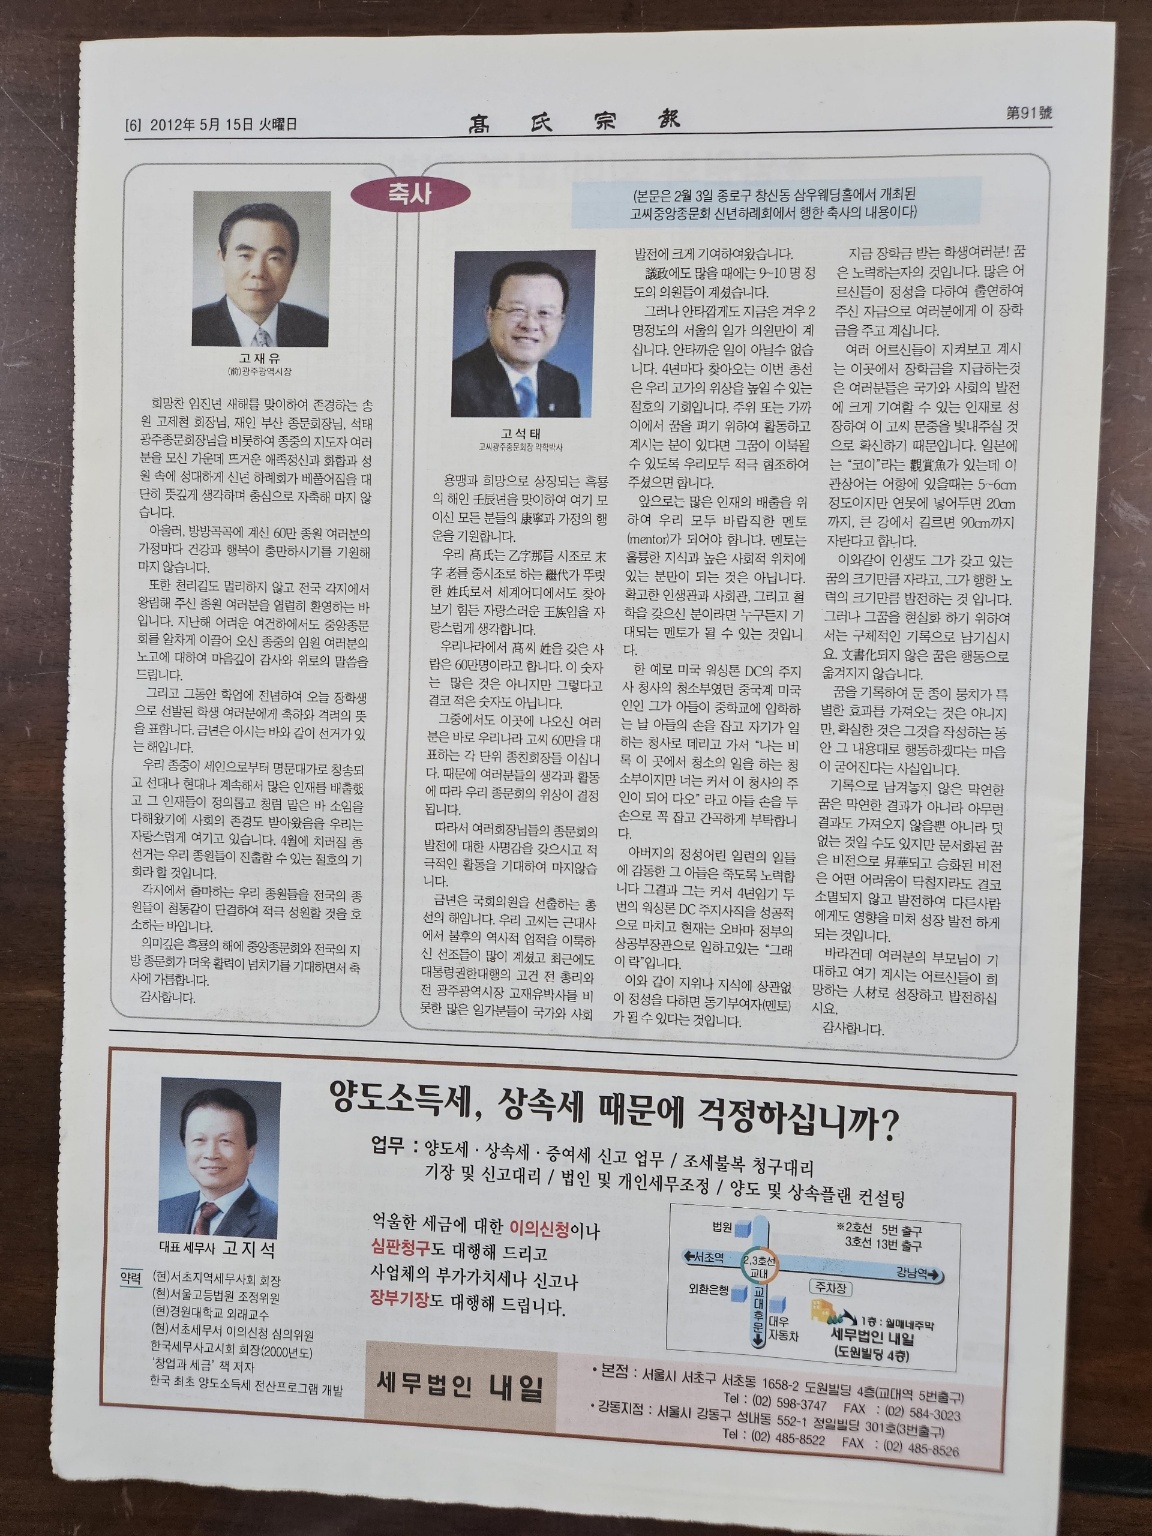 [6] 2012年 5月 15日 火曜日
高氏宗報
第91號
축사
(本문은 2월 3일 종로구 창신동 삼우웨딩홀에서 개최된
고씨중앙종문회 신년하례회에서 행한 축사의 내용이다)
고재유
(前)광주광역시장
희망찬 임진년 새해를 맞이하여 존경하는 송
원 고제현 회장님, 재인 부산 종문회장님, 석태
광주종문회장님을 비롯하여 종중의 지도자 여러
분을 모신 가운데 뜨거운 애족정신과 화합과 성
원 속에 성대하게 신년 하례회가 베풀어짐을 대
단히 뜻깊게 생각하며 충심으로 자축해 마지 않
습니다.
아울러, 방방곡곡에 계신 60만 종원 여러분의
가정마다 건강과 행복이 충만하시기를 기원해
마지 않습니다.
또한 천리길도 멀리하지 않고 전국 각지에서
왕림해 주신 종원 여러분을 열렬히 환영하는 바
입니다. 지난해 어려운 여건하에서도 중앙종문
회를 알차게 이끌어 오신 종중의 임원 여러분의
노고에 대하여 마음깊이 감사와 위로의 말씀을
드립니다.
그리고 그동안 학업에 전념하여 오늘 장학생
으로 선발된 학생 여러분에게 축하와 격려의 뜻
을 표합니다. 금년은 아시는 바와 같이 선거가 있
는 해입니다.
우리 종중이 세인으로부터 명문대가로 칭송되
고 선대나 현대나 계속해서 많은 인재를 배출했
고 그 인재들이 정의롭고 청렴 맡은 바 소임을
다해왔기에 사회의 존경도 받아왔음을 우리는
자랑스럽게 여기고 있습니다. 4월에 치러질 총
선거는 우리 종원들이 진출할 수 있는 절호의 기
회라 할 것입니다.
각지에서 출마하는 우리 종원들을 전국의 종
원들이 철통같이 단결하여 적극 성원할 것을 호
소하는 바입니다.
의미깊은 흑룡의 해에 중앙종문회와 전국의 지
방 종문회가 더욱 활력이 넘치기를 기대하면서 축
사에 가름합니다.
감사합니다.
고석태
고씨광주종문회장 약학박사
용맹과 희망으로 상징되는 흑룡
의 해인 壬辰년을 맞이하여 여기 모
이신 모든 분들의 康寧과 가정의 행
운을 기원합니다.
우리 髙氏는 乙字那를 시조로 末
字 老를 중시조로 하는 繼代가 뚜렷
한 姓氏로서 세계어디에서도 찾아
보기 힘든 자랑스러운 王族임을 자
랑스럽게 생각합니다.
우리나라에서 髙씨 姓을 갖은 사
람은 60만명이라고 합니다. 이 숫자
는 많은 것은 아니지만 그렇다고
결코 적은 숫자도 아닙니다.
그중에서도 이곳에 나오신 여러
분은 바로 우리나라 고씨 60만을 대
표하는 각 단위 종친회장들 이십니
다. 때문에 여러분들의 생각과 활동
에 따라 우리 종문회의 위상이 결정
됩니다.
따라서 여러회장님들의 종문회의
발전에 대한 사명감을 갖으시고 적
극적인 활동을 기대하여 마지않습
니다.
금년은 국회의원을 선출하는 총
선의 해입니다. 우리 고씨는 근대사
에서 불후의 역사적 업적을 이룩하
신 선조들이 많이 계셨고 최근에도
대통령권한대행의 고건 전 총리와
전 광주광역시장 고재유박사를 비
롯한 많은 일가분들이 국가와 사회
발전에 크게 기여하여왔습니다.
議政에도 많을 때에는 9~10 명 정
도의 의원들이 계셨습니다.
그러나 안타깝게도 지금은 겨우 2
명정도의 서울의 일가 의원만이 계
십니다. 안타까운 일이 아닐수 없습
니다. 4년마다 찾아오는 이번 총선
은 우리 고가의 위상을 높일 수 있는
절호의 기회입니다. 주위 또는 가까
이에서 꿈을 펴기 위하여 활동하고
계시는 분이 있다면 그꿈이 이룩될
수 있도록 우리모두 적극 협조하여
주셨으면 합니다.
앞으로는 많은 인재의 배출을 위
하여 우리 모두 바람직한 멘토
(mentor)가 되어야 합니다. 멘토는
훌륭한 지식과 높은 사회적 위치에
있는 분만이 되는 것은 아닙니다.
확고한 인생관과 사회관, 그리고 철
학을 갖으신 분이라면 누구든지 기
대되는 멘토가 될 수 있는 것입니
다.
한 예로 미국 워싱톤 DC의 주지
사 청사의 청소부였던 중국계 미국
인인 그가 아들이 중학교에 입학하
는 날 아들의 손을 잡고 자기가 일
하는 청사로 데리고 가서 “나는 비
록 이 곳에서 청소의 일을 하는 청
소부이지만 너는 커서 이 청사의 주
인이 되어 다오” 라고 아들 손을 두
손으로 꼭 잡고 간곡하게 부탁합니
다.
아버지의 정성어린 일련의 일들
에 감동한 그 아들은 죽도록 노력합
니다 그결과 그는 커서 4년임기 두
번의 워싱톤 DC 주지사직을 성공적
으로 마치고 현재는 오바마 정부의
상공부장관으로 일하고있는 “그래
이 락”입니다.
이와 같이 지위나 지식에 상관없
이 정성을 다하면 동기부여자(멘토)
가 될 수 있다는 것입니다.
지금 장학금 받는 학생여러분! 꿈
은 노력하는자의 것입니다. 많은 어
르신들이 정성을 다하여 출연하여
주신 자금으로 여러분에게 이 장학
금을 주고 계십니다.
여러 어르신들이 지켜보고 계시
는 이곳에서 장학금을 지급하는것
은 여러분들은 국가와 사회의 발전
에 크게 기여할 수 있는 인재로 성
장하여 이 고씨 문중을 빛내주실 것
으로 확신하기 때문입니다. 일본에
는 “코이”라는 觀賞魚가 있는데 이
관상어는 어항에 있을때는 5~6cm
정도이지만 연못에 넣어두면 20cm
까지, 큰 강에서 길르면 90cm까지
자란다고 합니다.
이와같이 인생도 그가 갖고 있는
꿈의 크기만큼 자라고, 그가 행한 노
력의 크기만큼 발전하는 것 입니다.
그러나 그꿈을 현실화 하기 위하여
서는 구체적인 기록으로 남기십시
요. 文書化되지 않은 꿈은 행동으로
옮겨지지 않습니다.
꿈을 기록하여 둔 종이 뭉치가 특
별한 효과를 가져오는 것은 아니지
만, 확실한 것은 그것을 작성하는 동
안 그 내용대로 행동하겠다는 마음
이 굳어진다는 사실입니다.
기록으로 남겨놓지 않은 막연한
꿈은 막연한 결과가 아니라 아무런
결과도 가져오지 않을뿐 아니라 덧
없는 것일 수도 있지만 문서화된 꿈
은 비전으로 昇華되고 승화된 비전
은 어떤 어려움이 닥칠지라도 결코
소멸되지 않고 발전하여 다른사람
에게도 영향을 미쳐 성장 발전 하게
되는 것입니다.
바라건데 여러분의 부모님이 기
대하고 여기 계시는 어르신들이 희
망하는 人材로 성장하고 발전하십
시요.
감사합니다.
양도소득세, 상속세 때문에 걱정하십니까?
업무 : 양도세 · 상속세 · 증여세 신고 업무 / 조세불복 청구대리
기장 및 신고대리 / 법인 및 개인세무조정 / 양도 및 상속플랜 컨설팅
억울한 세금에 대한 이의신청이나
심판청구도 대행해 드리고
사업체의 부가가치세나 신고나
장부기장도 대행해 드립니다.
대표 세무사 고지석
약력
(현)서초지역세무사회 회장
(현)서울고등법원 조정위원
(현)경원대학교 외래교수
(현)서초세무서 이의신청 심의위원
한국세무사고시회 회장(2000년도)
‘창업과 세금’ 책 저자
한국 최초 양도소득세 전산프로그램 개발
법원
※2호선 5번 출구
3호선 13번 출구
서초역
2,3호선
교대
강남역
외환은행
교대후문
대우
자동차
주차장
1층 : 월매네주막
세무법인 내일
(도원빌딩 4층)
세무법인 내일
• 본점 : 서울시 서초구 서초동 1658-2 도원빌딩 4층(교대역 5번출구)
Tel : (02) 598-3747 FAX : (02) 584-3023
• 강동지점 : 서울시 강동구 성내동 552-1 정일빌딩 301호(3번출구)
Tel : (02) 485-8522 FAX : (02) 485-8526